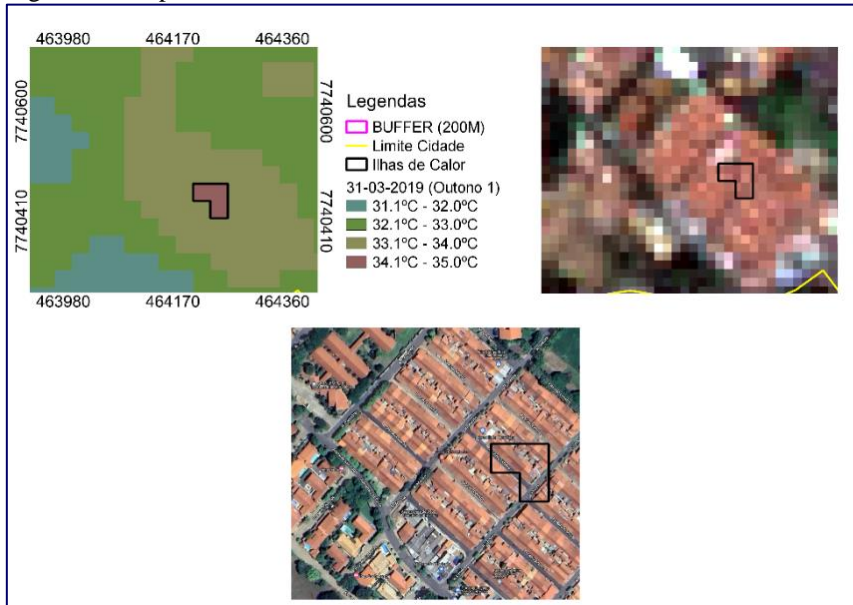 463980 464170 464360
7740600
7740410
7740600
7740410
463980 464170 464360
Legendas
BUFFER (200M)
Limite Cidade
Ilhas de Calor
31-03-2019 (Outono 1)
31.1ºC - 32.0ºC
32.1ºC - 33.0ºC
33.1ºC - 34.0ºC
34.1ºC - 35.0ºC